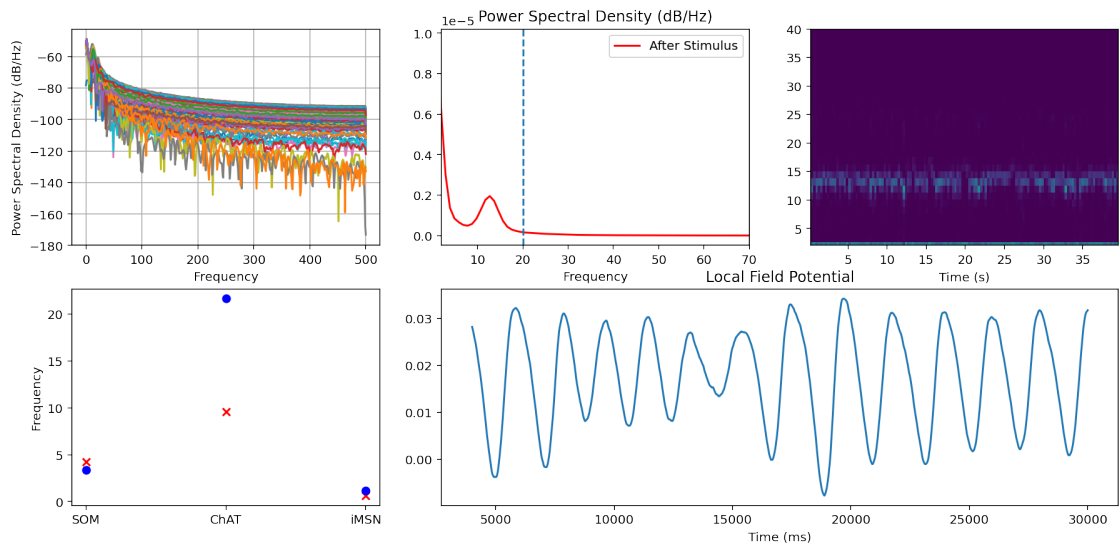 Power Spectral Density (dB/Hz)
−60
−80
−100
−120
−140
−160
−180
0 100 200 300 400 500
Frequency
Power Spectral Density (dB/Hz)
1e−5
1.0
0.8
0.6
0.4
0.2
0.0
After Stimulus
10 20 30 40 50 60 70
Frequency
40
35
30
25
20
15
10
5
5 10 15 20 25 30 35
Time (s)
Frequency
20
15
10
5
0
SOM ChAT iMSN
Local Field Potential
0.03
0.02
0.01
0.00
5000 10000 15000 20000 25000 30000
Time (ms)